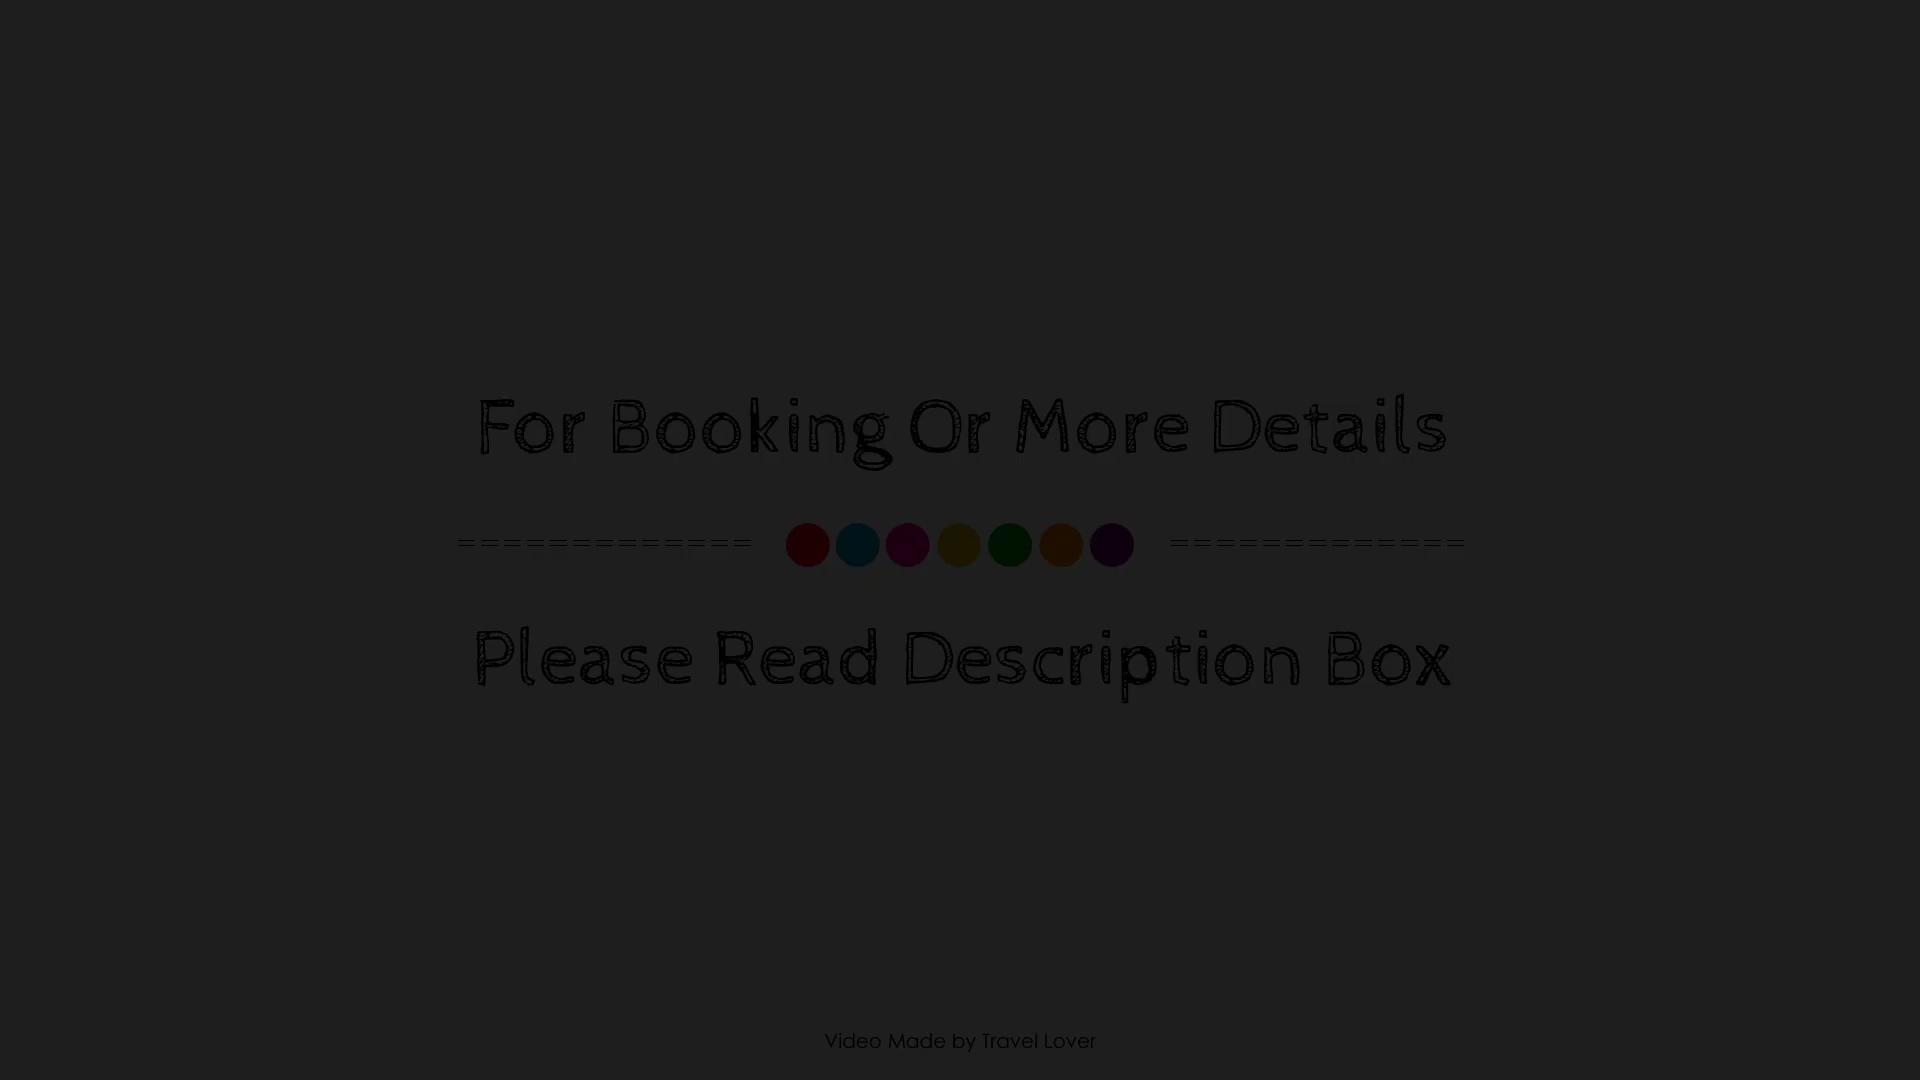 For Booking Or More Details
============= =============
Please Read Description Box
Video Made by Travel Lover